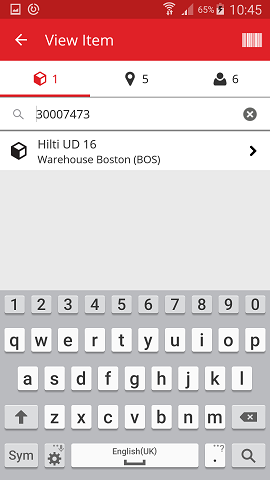 65% 10:45
View Item
1 5 6
30007473
Hilti UD 16
Warehouse Boston (BOS)
1 2 3 4 5 6 7 8 9 0
q w e r t y u i o p
a s d f g h j k l
z x c v b n m
Sym English(UK) . ?